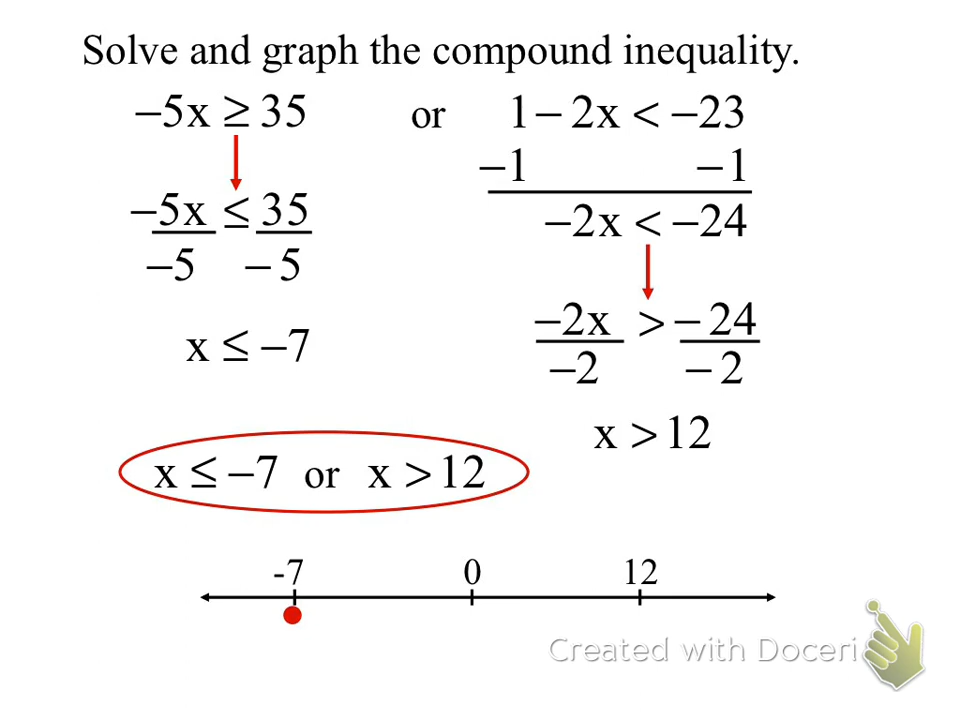 Solve and graph the compound inequality.
−5x ≥ 35 or 1 − 2x < −23
−1 −1
−5x ≤ 35 −2x < −24
−5 −5
−2x > −24
x ≤ −7 −2 −2
x > 12
x ≤ −7 or x > 12
-7 0 12
Created with Doceri